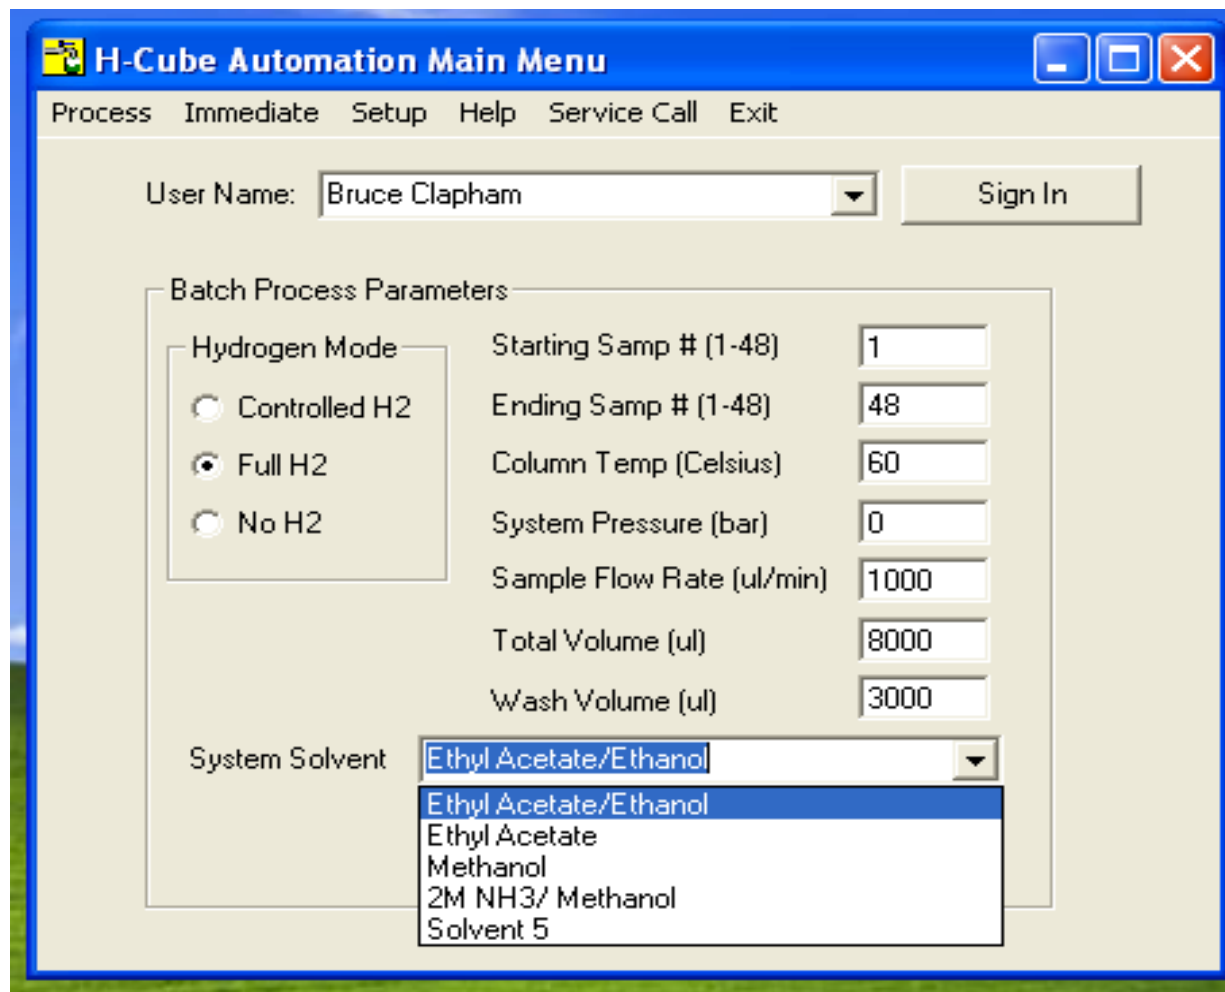 H-Cube Automation Main Menu
Process Immediate Setup Help Service Call Exit
User Name: Bruce Clapham Sign In
Batch Process Parameters
Hydrogen Mode
Controlled H2
Full H2
No H2
Starting Samp # (1-48) 1
Ending Samp # (1-48) 48
Column Temp (Celsius) 60
System Pressure (bar) 0
Sample Flow Rate (ul/min) 1000
Total Volume (ul) 8000
Wash Volume (ul) 3000
System Solvent Ethyl Acetate/Ethanol
Ethyl Acetate/Ethanol
Ethyl Acetate
Methanol
2M NH3/ Methanol
Solvent 5